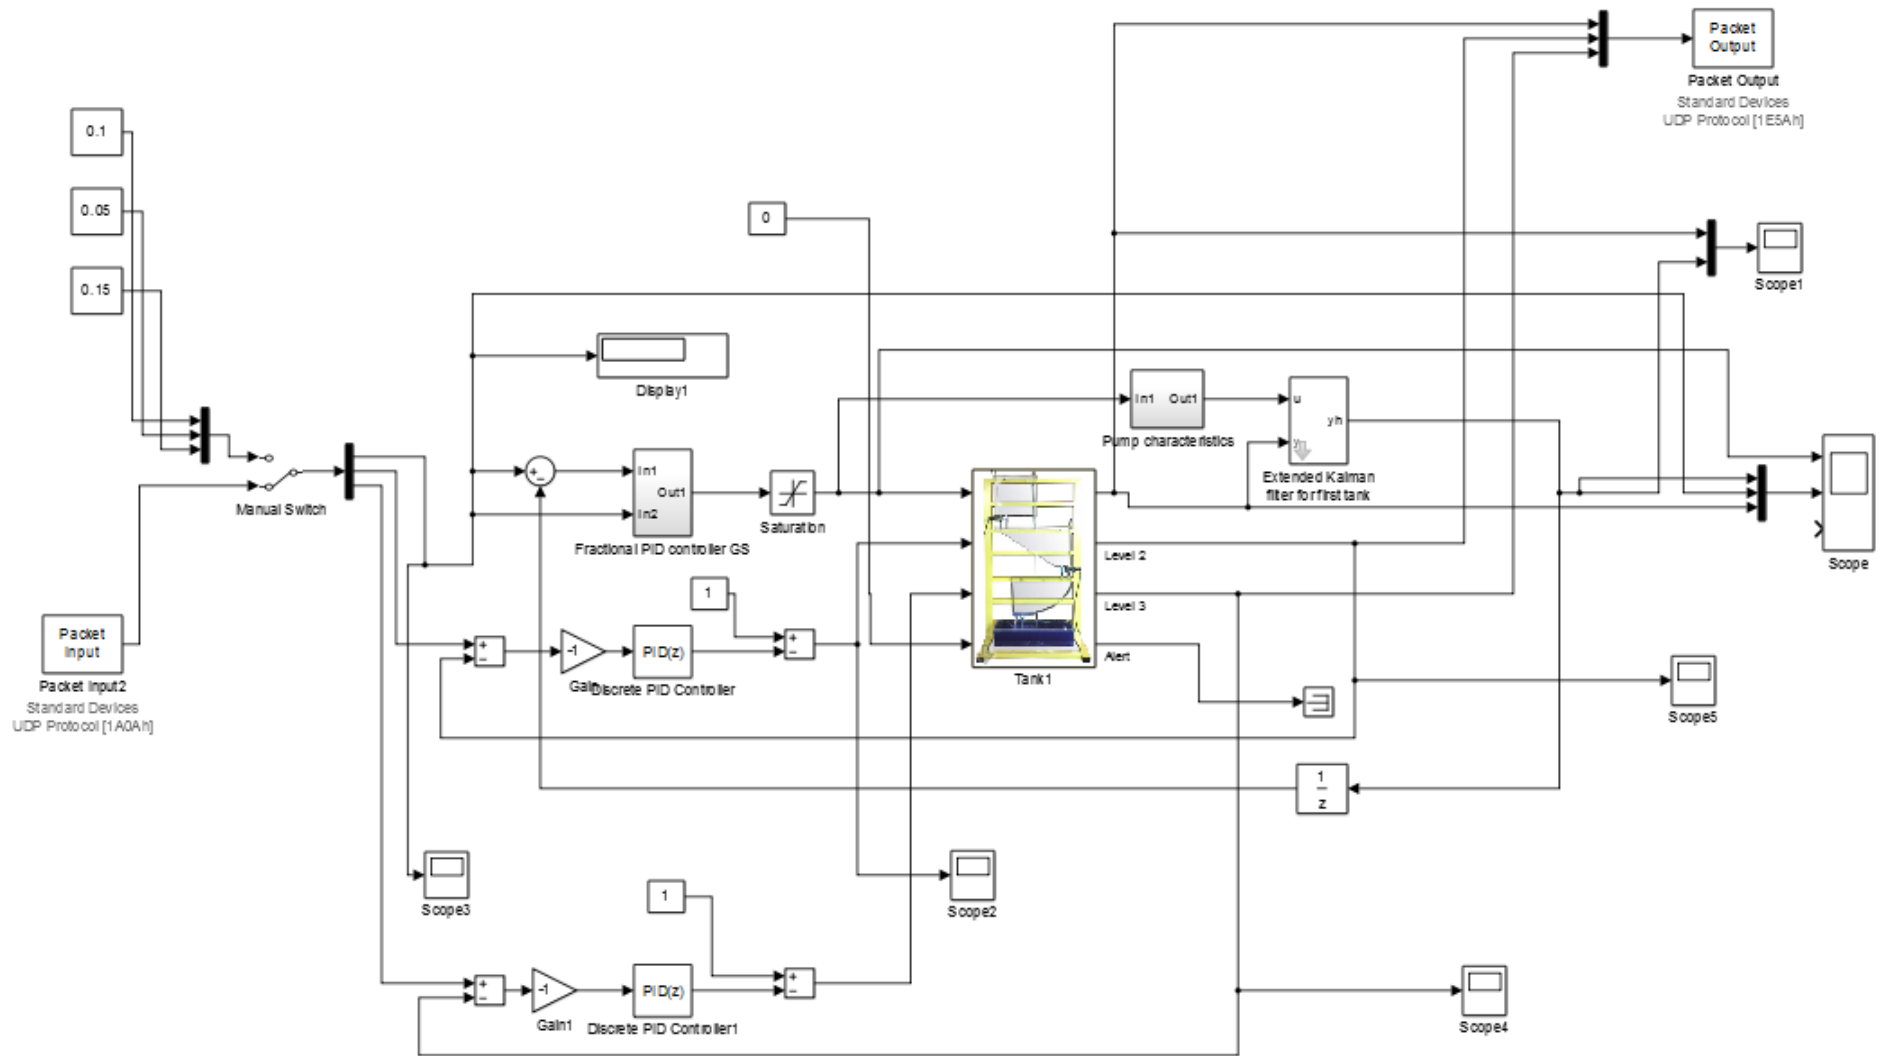 Packet
Output
Packet Output
Standard Devices
UDP Protocol [1E5Ah]
0.1
0.05
0.15
0
Scope1
Display1
In1 Out1
Pump characteristics
u
yh
y
Extended Kalman
filter for first tank
Manual Switch
+
−
In1
Out1
In2
Fractional PID controller GS
Saturation
Scope
Level 2
Level 3
Alert
Tank1
1
Packet
Input
Packet Input2
Standard Devices
UDP Protocol [1A0Ah]
+
−
-1
Gain
PID(z)
Discrete PID Controller
+
−
Scope5
1
z
Scope3
1
Scope2
+
−
-1
Gain1
PID(z)
Discrete PID Controller1
+
−
Scope4